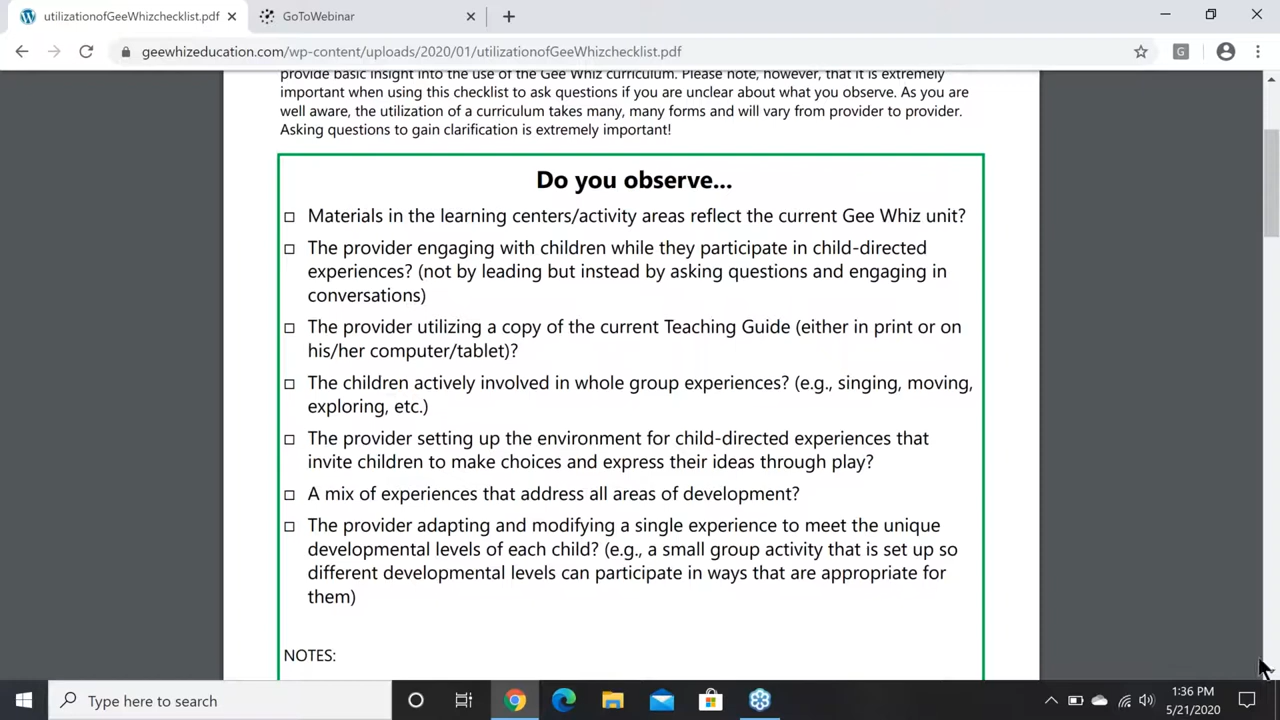 utilizationofGeeWhizchecklist.pdf
GoToWebinar
geewhizeducation.com/wp-content/uploads/2020/01/utilizationofGeeWhizchecklist.pdf
G
provide basic insight into the use of the Gee Whiz curriculum. Please note, however, that it is extremely
important when using this checklist to ask questions if you are unclear about what you observe. As you are
well aware, the utilization of a curriculum takes many, many forms and will vary from provider to provider.
Asking questions to gain clarification is extremely important!
Do you observe...
Materials in the learning centers/activity areas reflect the current Gee Whiz unit?
The provider engaging with children while they participate in child-directed
experiences? (not by leading but instead by asking questions and engaging in
conversations)
The provider utilizing a copy of the current Teaching Guide (either in print or on
his/her computer/tablet)?
The children actively involved in whole group experiences? (e.g., singing, moving,
exploring, etc.)
The provider setting up the environment for child-directed experiences that
invite children to make choices and express their ideas through play?
A mix of experiences that address all areas of development?
The provider adapting and modifying a single experience to meet the unique
developmental levels of each child? (e.g., a small group activity that is set up so
different developmental levels can participate in ways that are appropriate for
them)
NOTES:
Type here to search
1:36 PM
5/21/2020